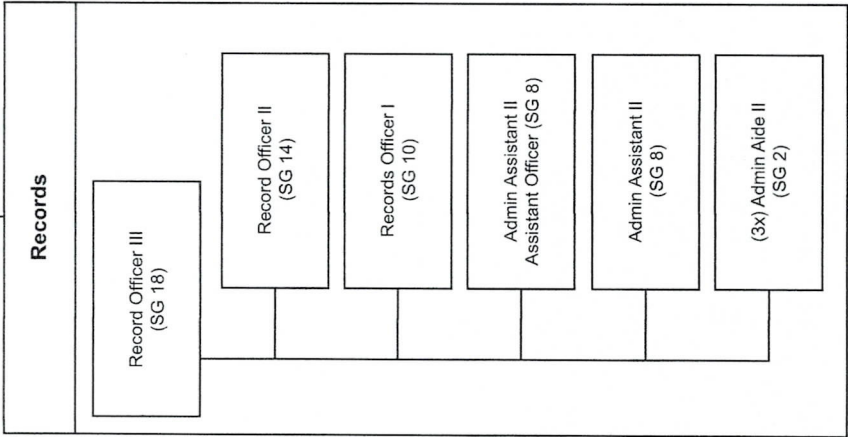 Records
Record Officer III
(SG 18)
Record Officer II
(SG 14)
Records Officer I
(SG 10)
Admin Assistant II
Assistant Officer (SG 8)
Admin Assistant II
(SG 8)
(3x) Admin Aide II
(SG 2)